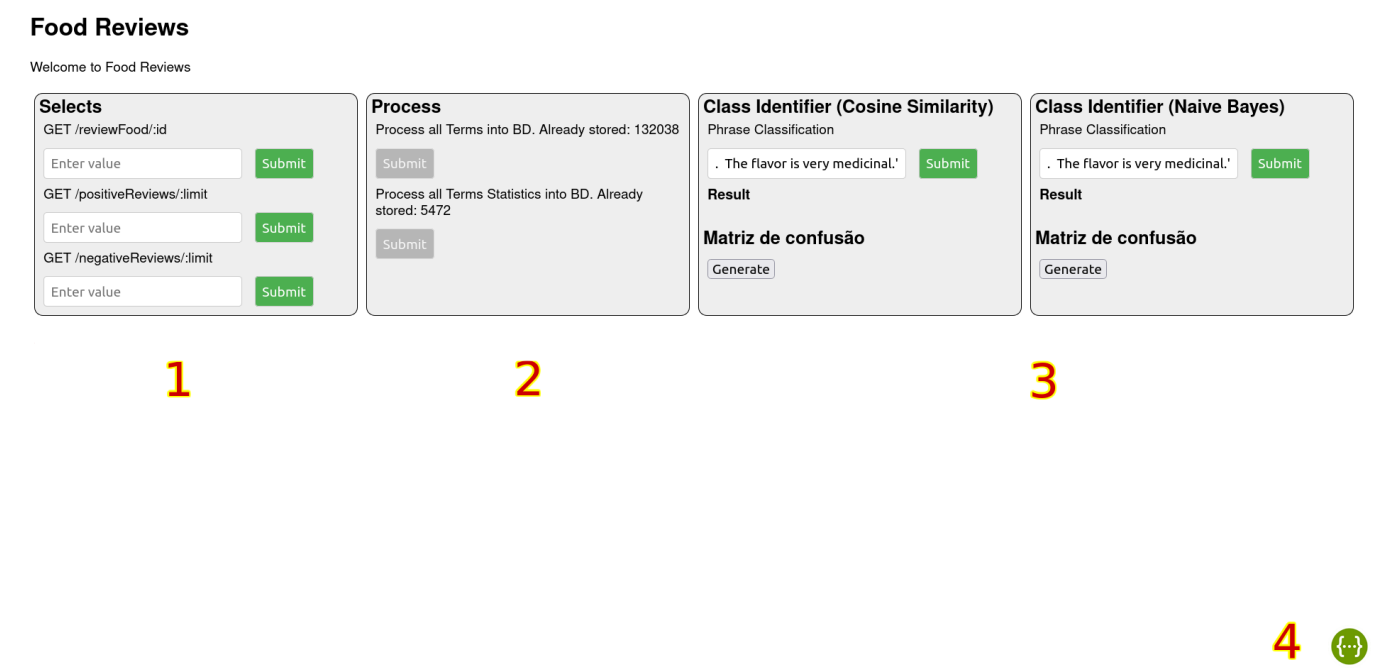 Food Reviews
Welcome to Food Reviews
Selects
GET /reviewFood/:id
Enter value
Submit
GET /positiveReviews/:limit
Enter value
Submit
GET /negativeReviews/:limit
Enter value
Submit
Process
Process all Terms into BD. Already stored: 132038
Submit
Process all Terms Statistics into BD. Already
stored: 5472
Submit
Class Identifier (Cosine Similarity)
Phrase Classification
. The flavor is very medicinal.'
Submit
Result
Matriz de confusão
Generate
Class Identifier (Naive Bayes)
Phrase Classification
. The flavor is very medicinal.'
Submit
Result
Matriz de confusão
Generate
1
2
3
4
{...}